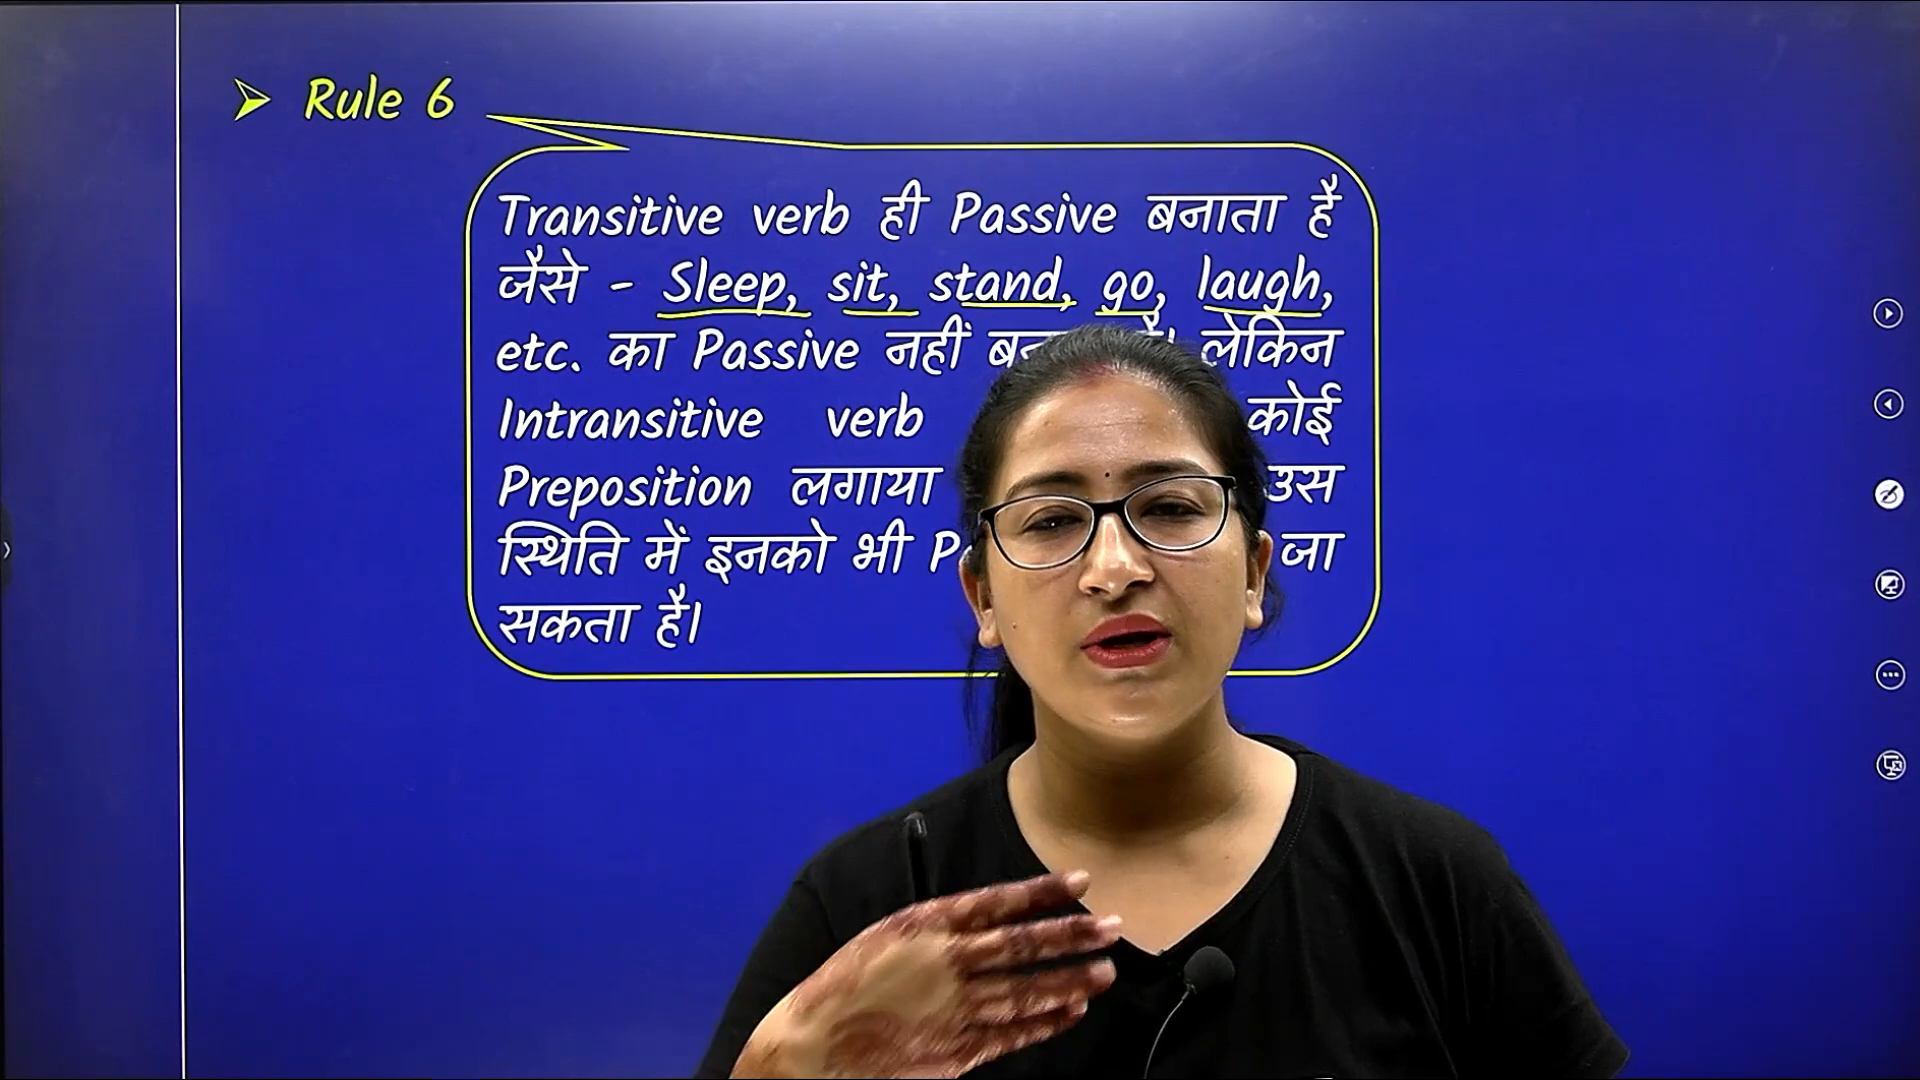 ➢ Rule 6
Transitive verb ही Passive बनाता है
जैसे - Sleep, sit, stand, go, laugh,
etc. का Passive नहीं लेकिन
Intransitive verb कोई
Preposition लगाया उस
स्थिति में इनको भी जा
सकता है।